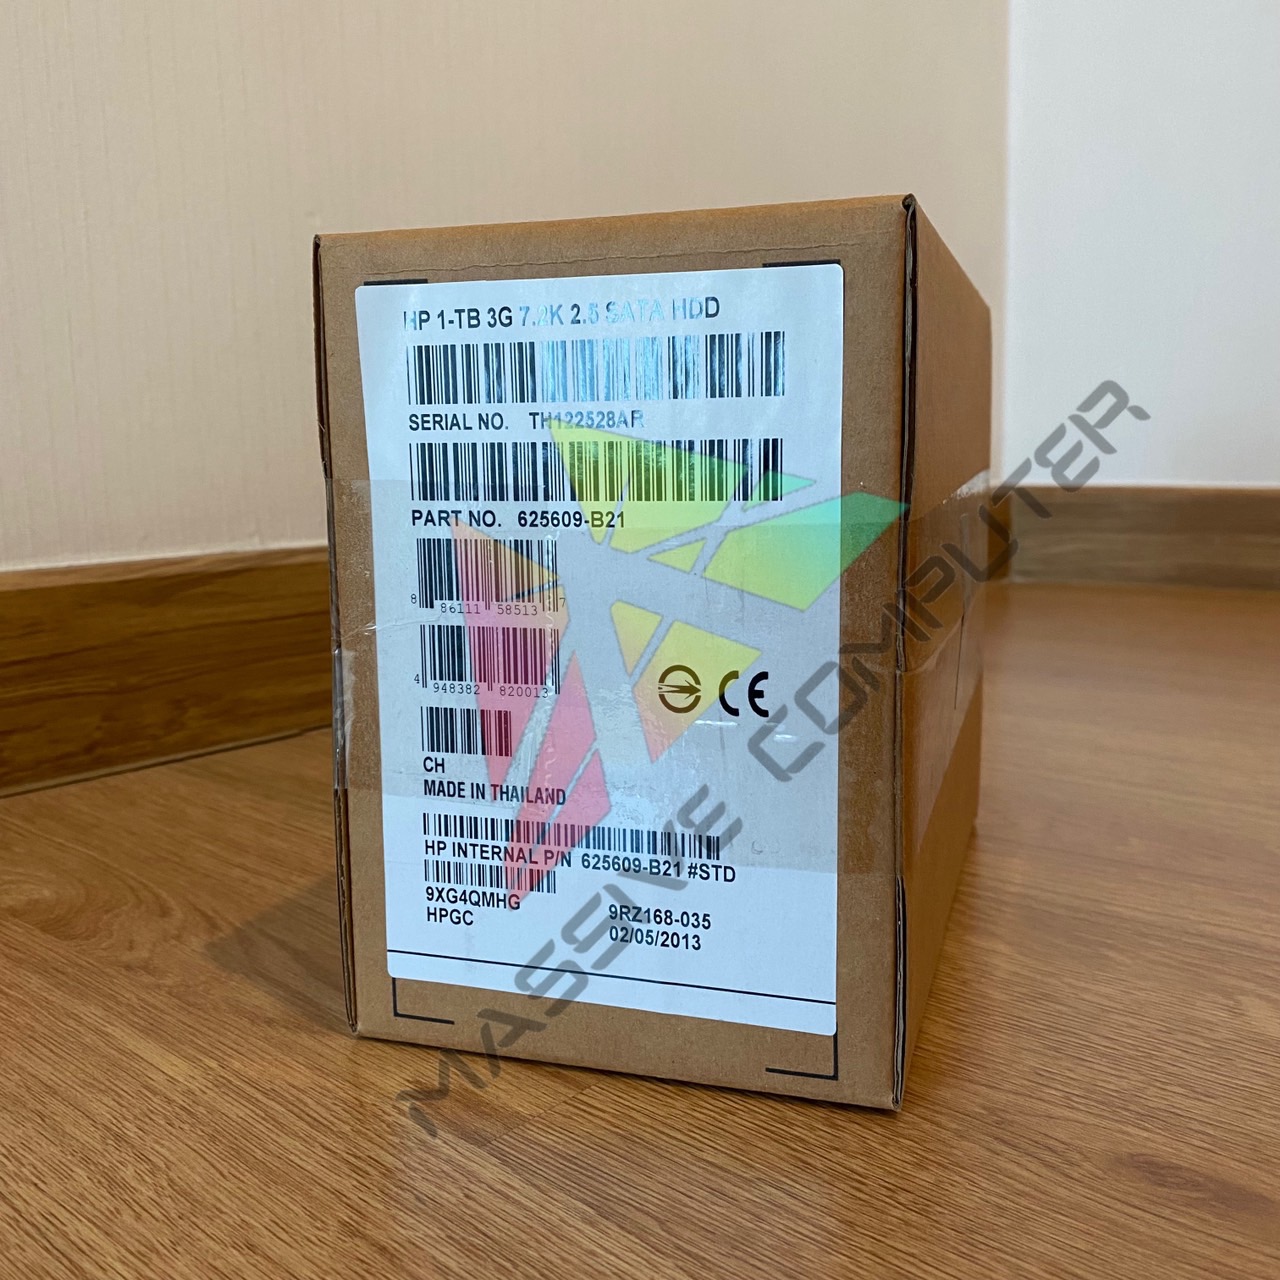 HP 1-TB 3G 7.2K 2.5 SATA HDD
SERIAL NO. TH122528AR
PART NO. 625609-B21
8 86111 58513 7
4 948382 820013
CE
CH
MADE IN THAILAND
HP INTERNAL P/N 625609-B21 #STD
9XG4QMHG
HPGC
9RZ168-035
02/05/2013
MASSIVE COMPUTER